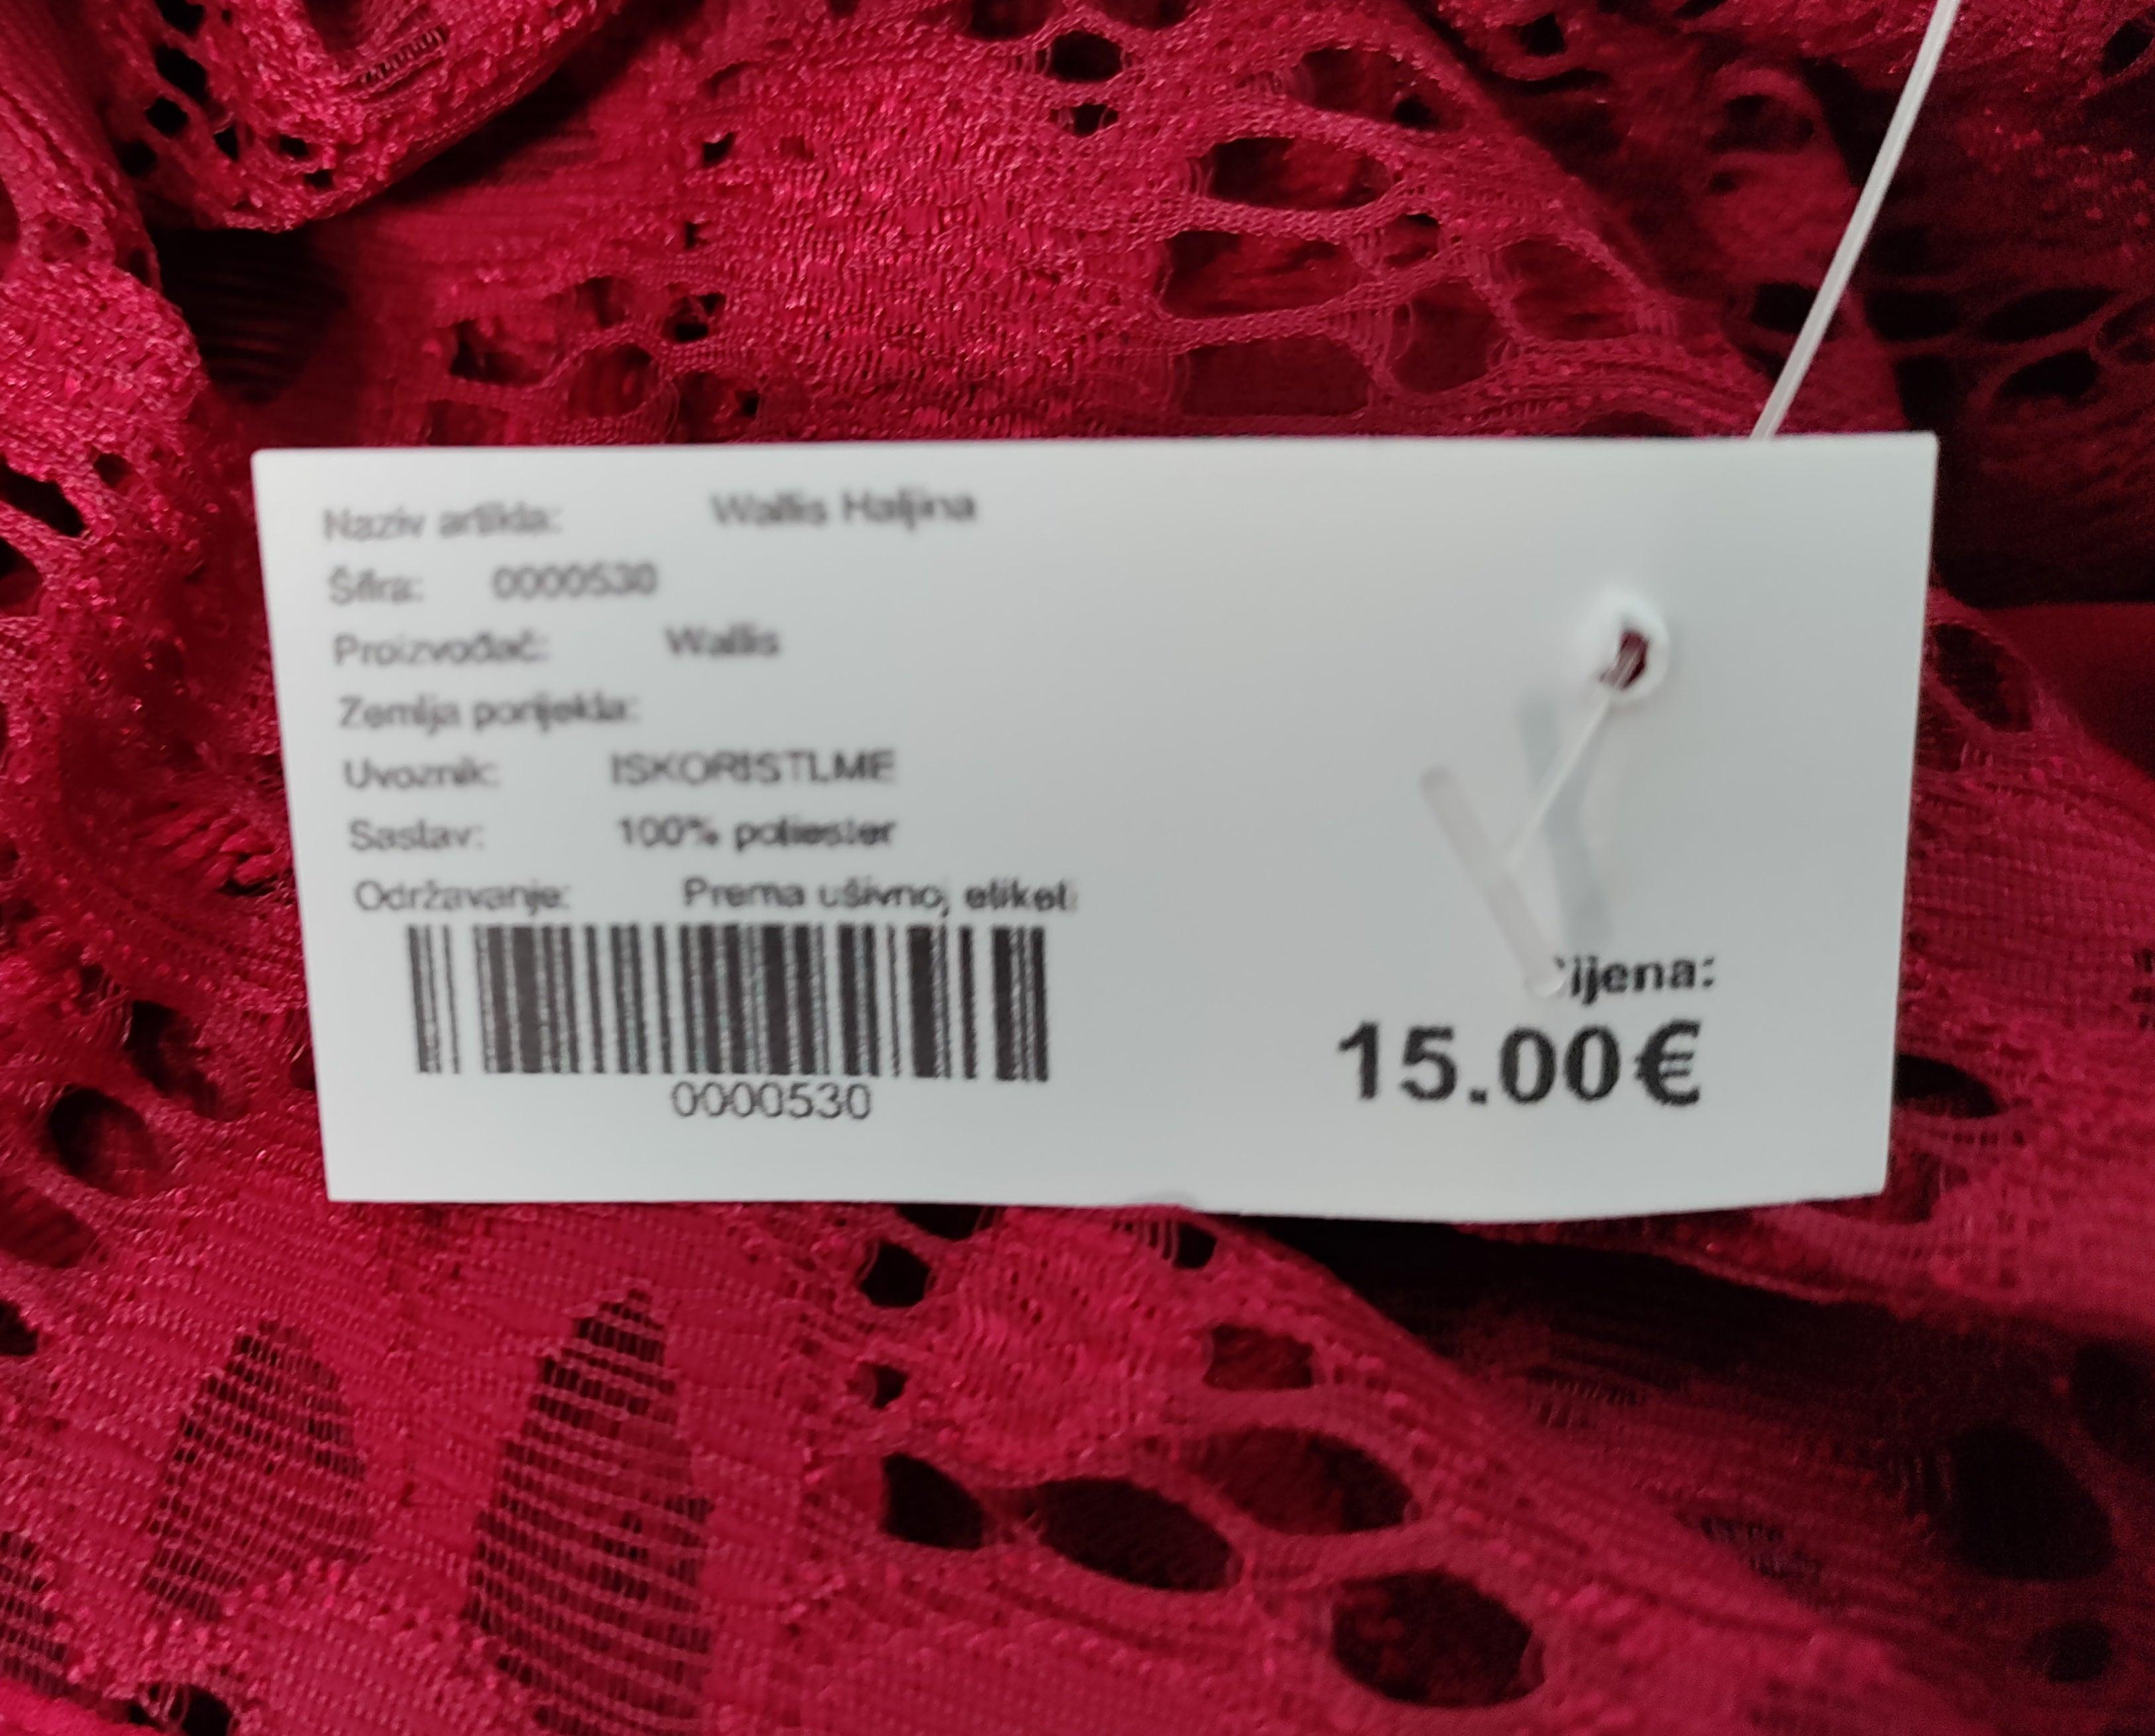 Naziv artikla: Wallis Haljina
Šifra: 0000530
Proizvođač: Wallis
Zemlja porijekla:
Uvoznik: ISKORISTI.ME
Sastav: 100% poliester
Održavanje: Prema ušivnoj etiketi
0000530
Cijena:
15.00€